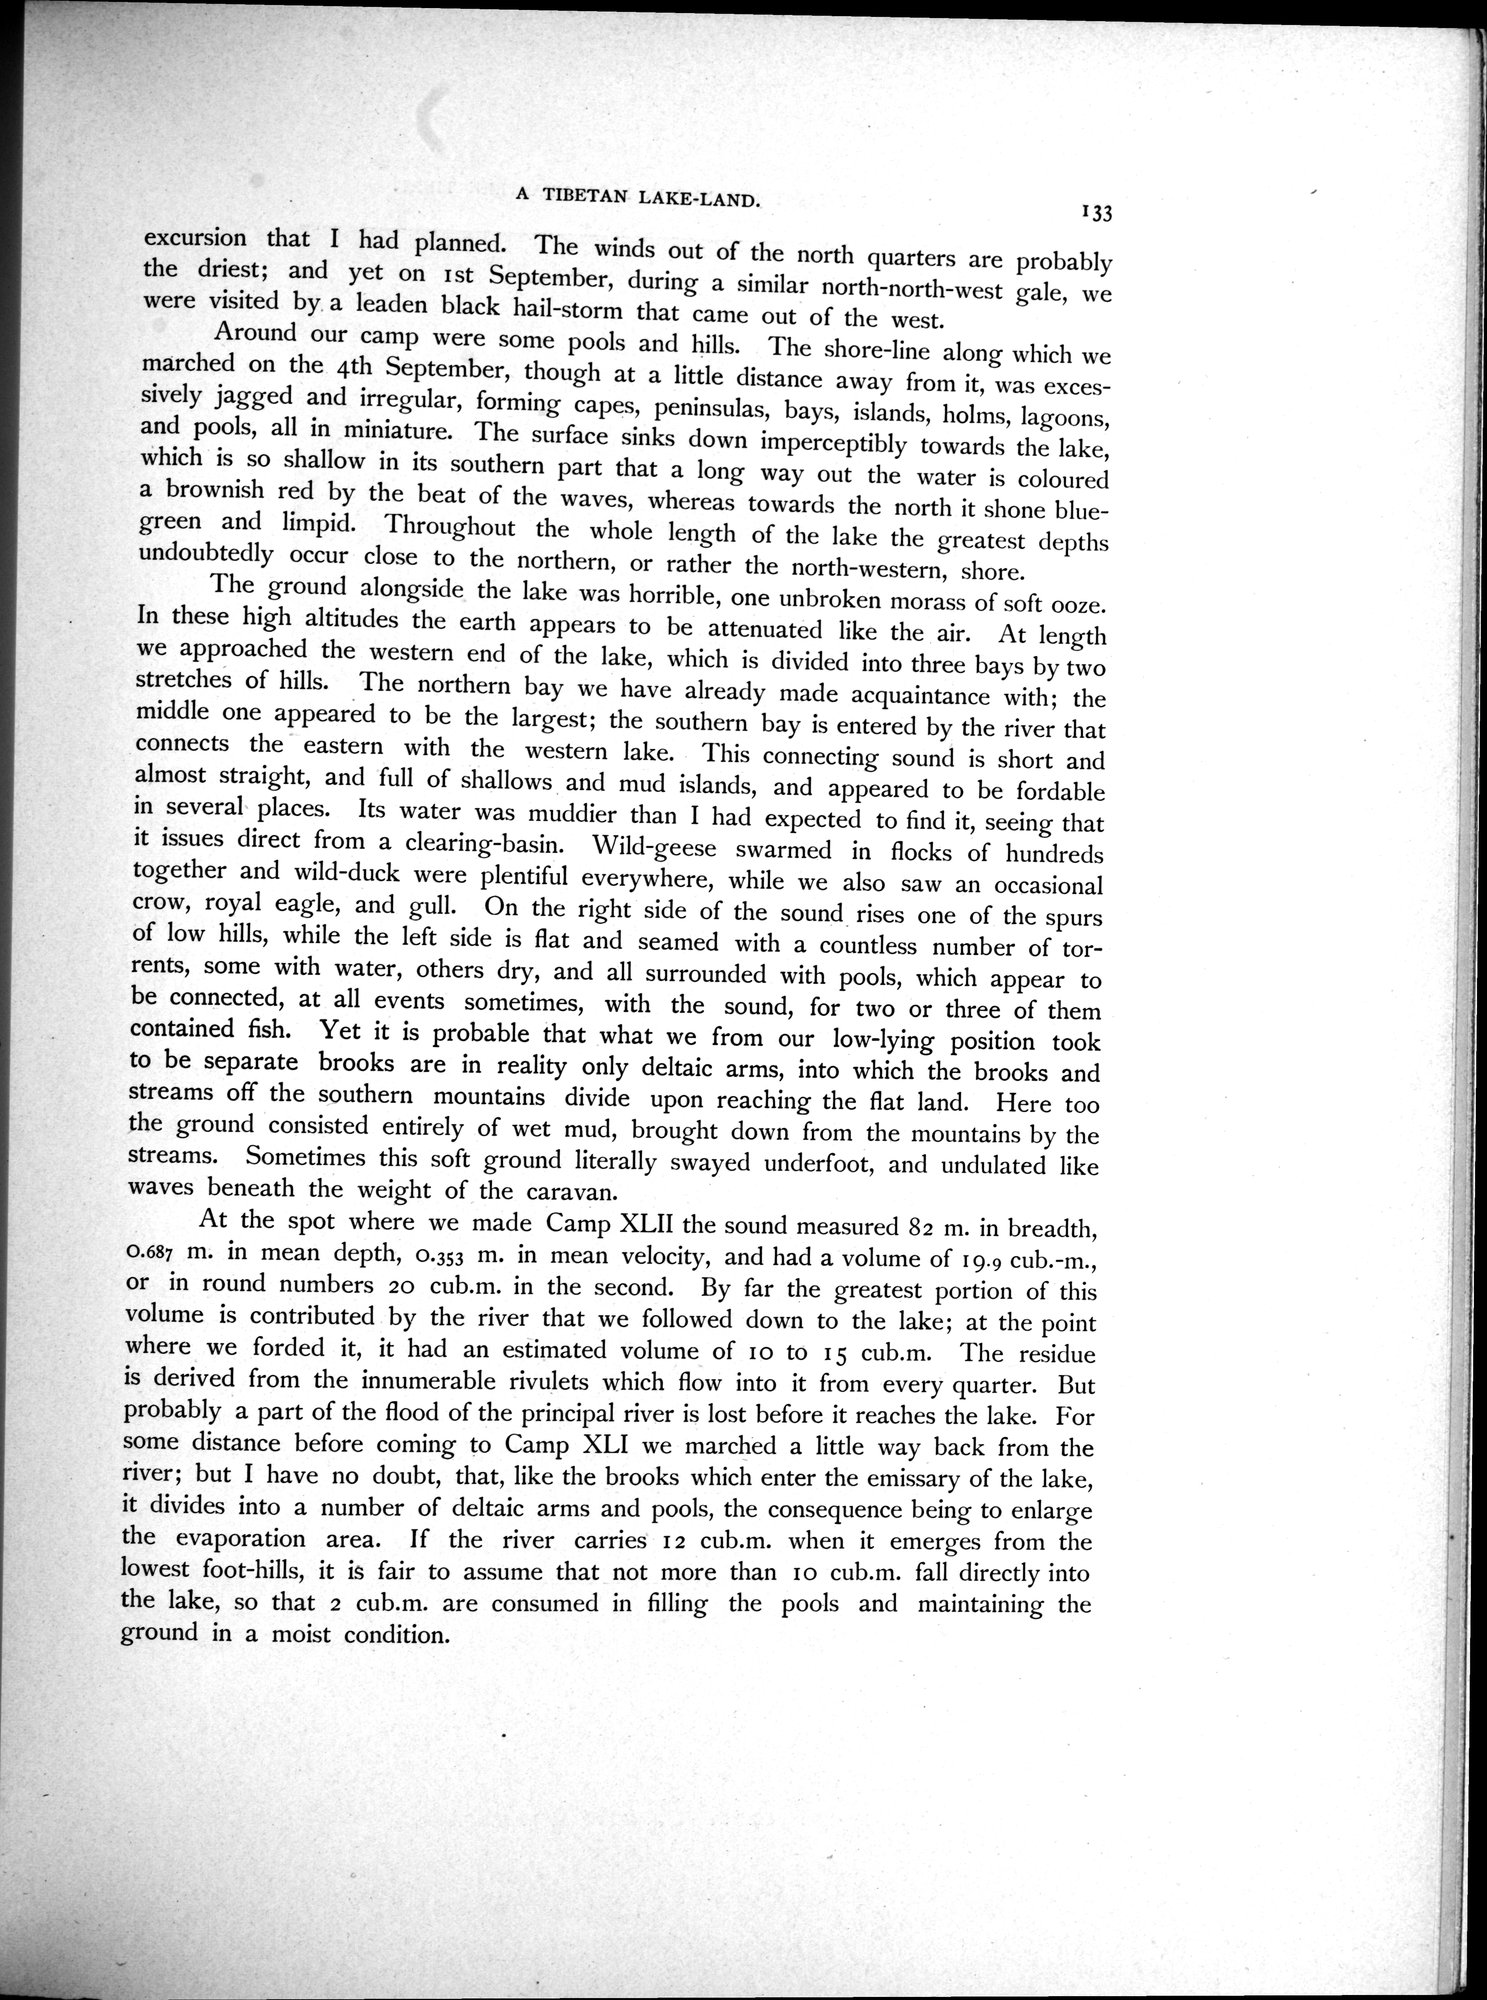 A TIBETAN LAKE-LAND.
133
excursion that I had planned. The winds out of the north quarters are probably
the driest; and yet on 1st September, during a similar north-north-west gale, we
were visited by a leaden black hail-storm that came out of the west.
Around our camp were some pools and hills. The shore-line along which we
marched on the 4th September, though at a little distance away from it, was exces-
sively jagged and irregular, forming capes, peninsulas, bays, islands, holms, lagoons,
and pools, all in miniature. The surface sinks down imperceptibly towards the lake,
which is so shallow in its southern part that a long way out the water is coloured
a brownish red by the beat of the waves, whereas towards the north it shone blue-
green and limpid. Throughout the whole length of the lake the greatest depths
undoubtedly occur close to the northern, or rather the north-western, shore.
The ground alongside the lake was horrible, one unbroken morass of soft ooze.
In these high altitudes the earth appears to be attenuated like the air. At length
we approached the western end of the lake, which is divided into three bays by two
stretches of hills. The northern bay we have already made acquaintance with; the
middle one appeared to be the largest; the southern bay is entered by the river that
connects the eastern with the western lake. This connecting sound is short and
almost straight, and full of shallows and mud islands, and appeared to be fordable
in several places. Its water was muddier than I had expected to find it, seeing that
it issues direct from a clearing-basin. Wild-geese swarmed in flocks of hundreds
together and wild-duck were plentiful everywhere, while we also saw an occasional
crow, royal eagle, and gull. On the right side of the sound rises one of the spurs
of low hills, while the left side is flat and seamed with a countless number of tor-
rents, some with water, others dry, and all surrounded with pools, which appear to
be connected, at all events sometimes, with the sound, for two or three of them
contained fish. Yet it is probable that what we from our low-lying position took
to be separate brooks are in reality only deltaic arms, into which the brooks and
streams off the southern mountains divide upon reaching the flat land. Here too
the ground consisted entirely of wet mud, brought down from the mountains by the
streams. Sometimes this soft ground literally swayed underfoot, and undulated like
waves beneath the weight of the caravan.
At the spot where we made Camp XLII the sound measured 82 m. in breadth,
0.687 m. in mean depth, 0.353 m. in mean velocity, and had a volume of 19.9 cub.-m.,
or in round numbers 20 cub.m. in the second. By far the greatest portion of this
volume is contributed by the river that we followed down to the lake; at the point
where we forded it, it had an estimated volume of 10 to 15 cub.m. The residue
is derived from the innumerable rivulets which flow into it from every quarter. But
probably a part of the flood of the principal river is lost before it reaches the lake. For
some distance before coming to Camp XLI we marched a little way back from the
river; but I have no doubt, that, like the brooks which enter the emissary of the lake,
it divides into a number of deltaic arms and pools, the consequence being to enlarge
the evaporation area. If the river carries 12 cub.m. when it emerges from the
lowest foot-hills, it is fair to assume that not more than 10 cub.m. fall directly into
the lake, so that 2 cub.m. are consumed in filling the pools and maintaining the
ground in a moist condition.